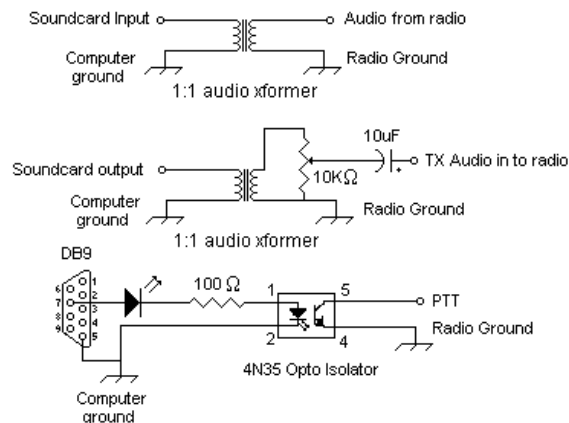 Soundcard Input
Audio from radio
Computer ground
Radio Ground
1:1 audio xformer
10uF
Soundcard output
10KΩ
+
TX Audio in to radio
Computer ground
Radio Ground
1:1 audio xformer
DB9
1
6
2
7
3
8
4
9
5
100 Ω
1
5
PTT
2
4
Radio Ground
4N35 Opto Isolator
Computer ground